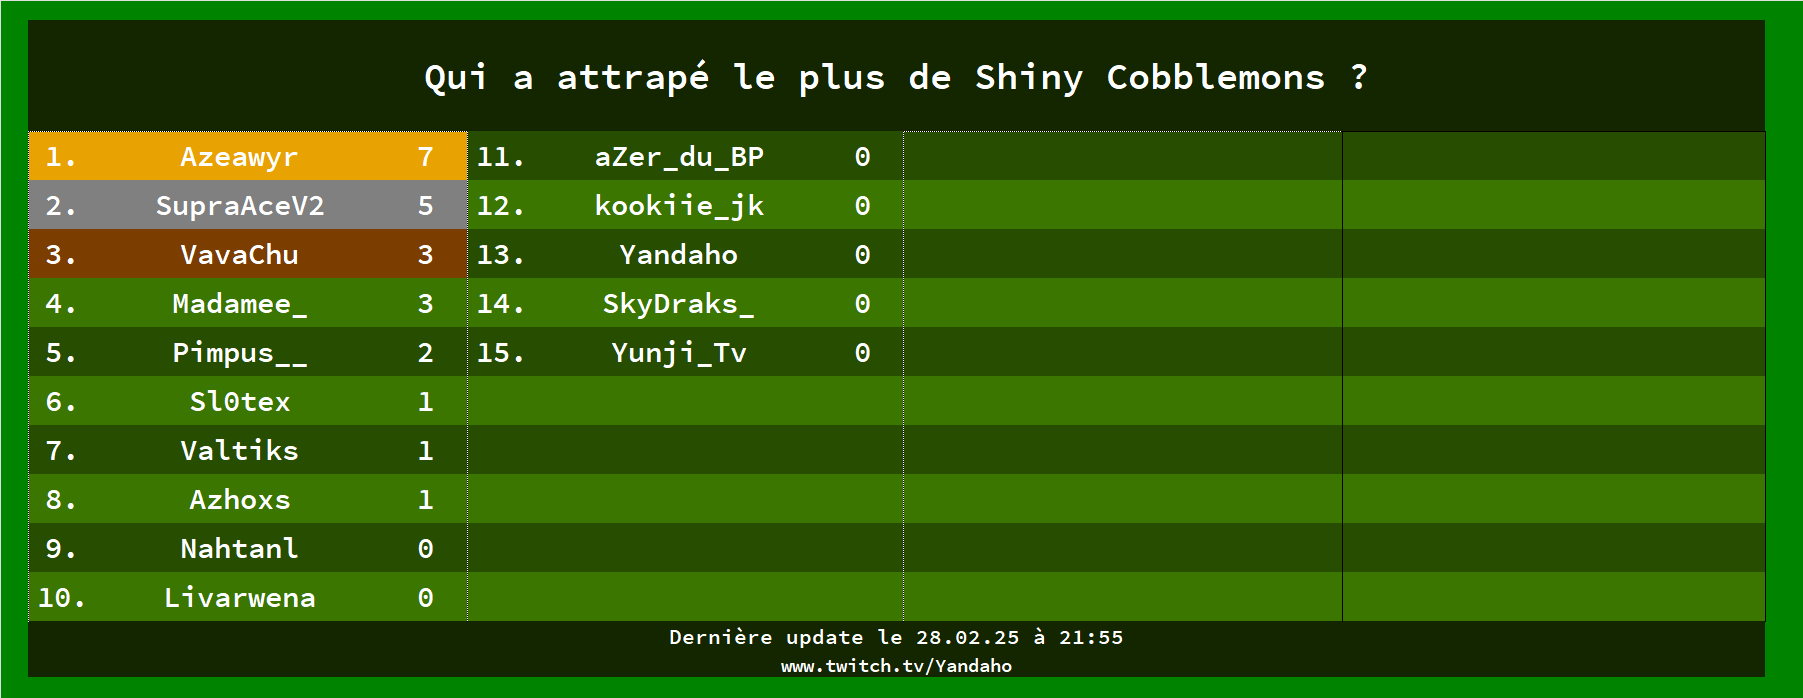 Qui a attrapé le plus de Shiny Cobblemons ?
1. Azeawyr 7
2. SupraAceV2 5
3. VavaChu 3
4. Madamee_ 3
5. Pimpus__ 2
6. Sl0tex 1
7. Valtiks 1
8. Azhoxs 1
9. Nahtanl 0
10. Livarwena 0
11. aZer_du_BP 0
12. kookiie_jk 0
13. Yandaho 0
14. SkyDraks_ 0
15. Yunji_Tv 0
Dernière update le 28.02.25 à 21:55
www.twitch.tv/Yandaho